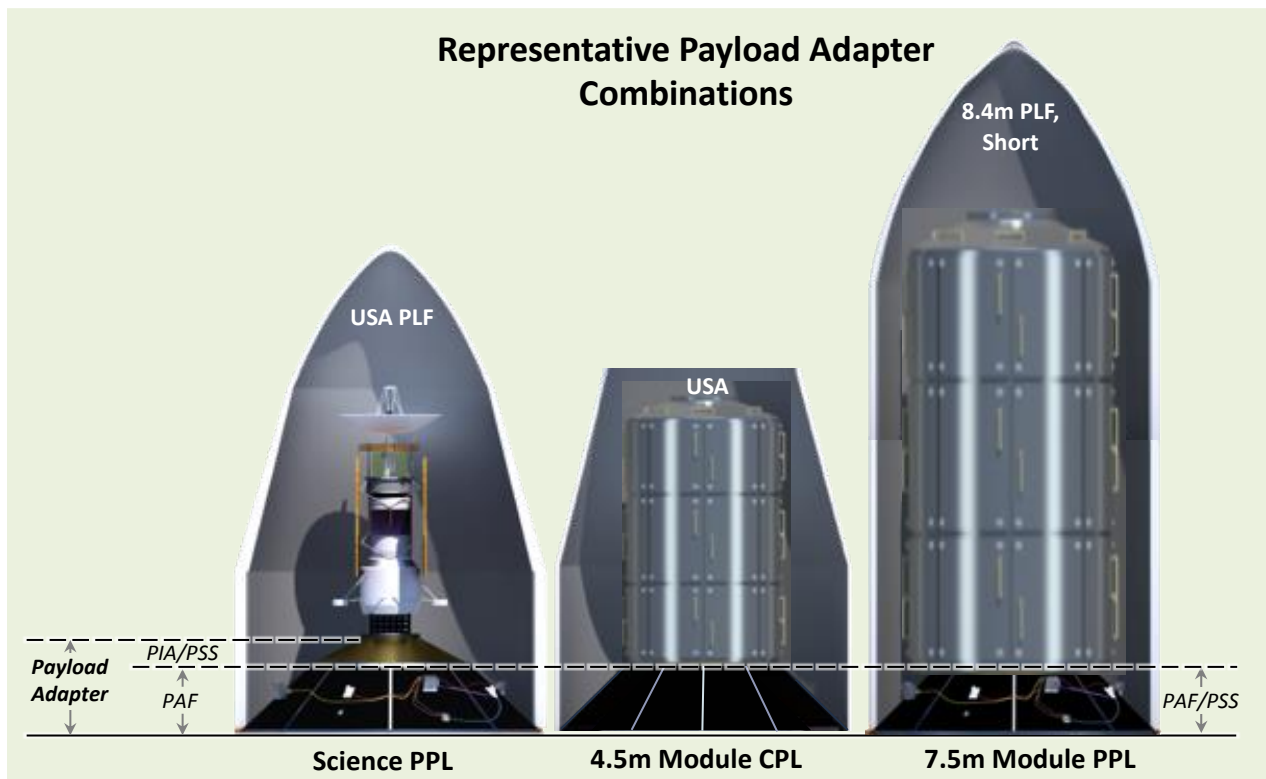 Representative Payload Adapter
Combinations
8.4m PLF,
Short
USA PLF
USA
PIA/PSS
Payload
Adapter
PAF
PAF/PSS
Science PPL
4.5m Module CPL
7.5m Module PPL